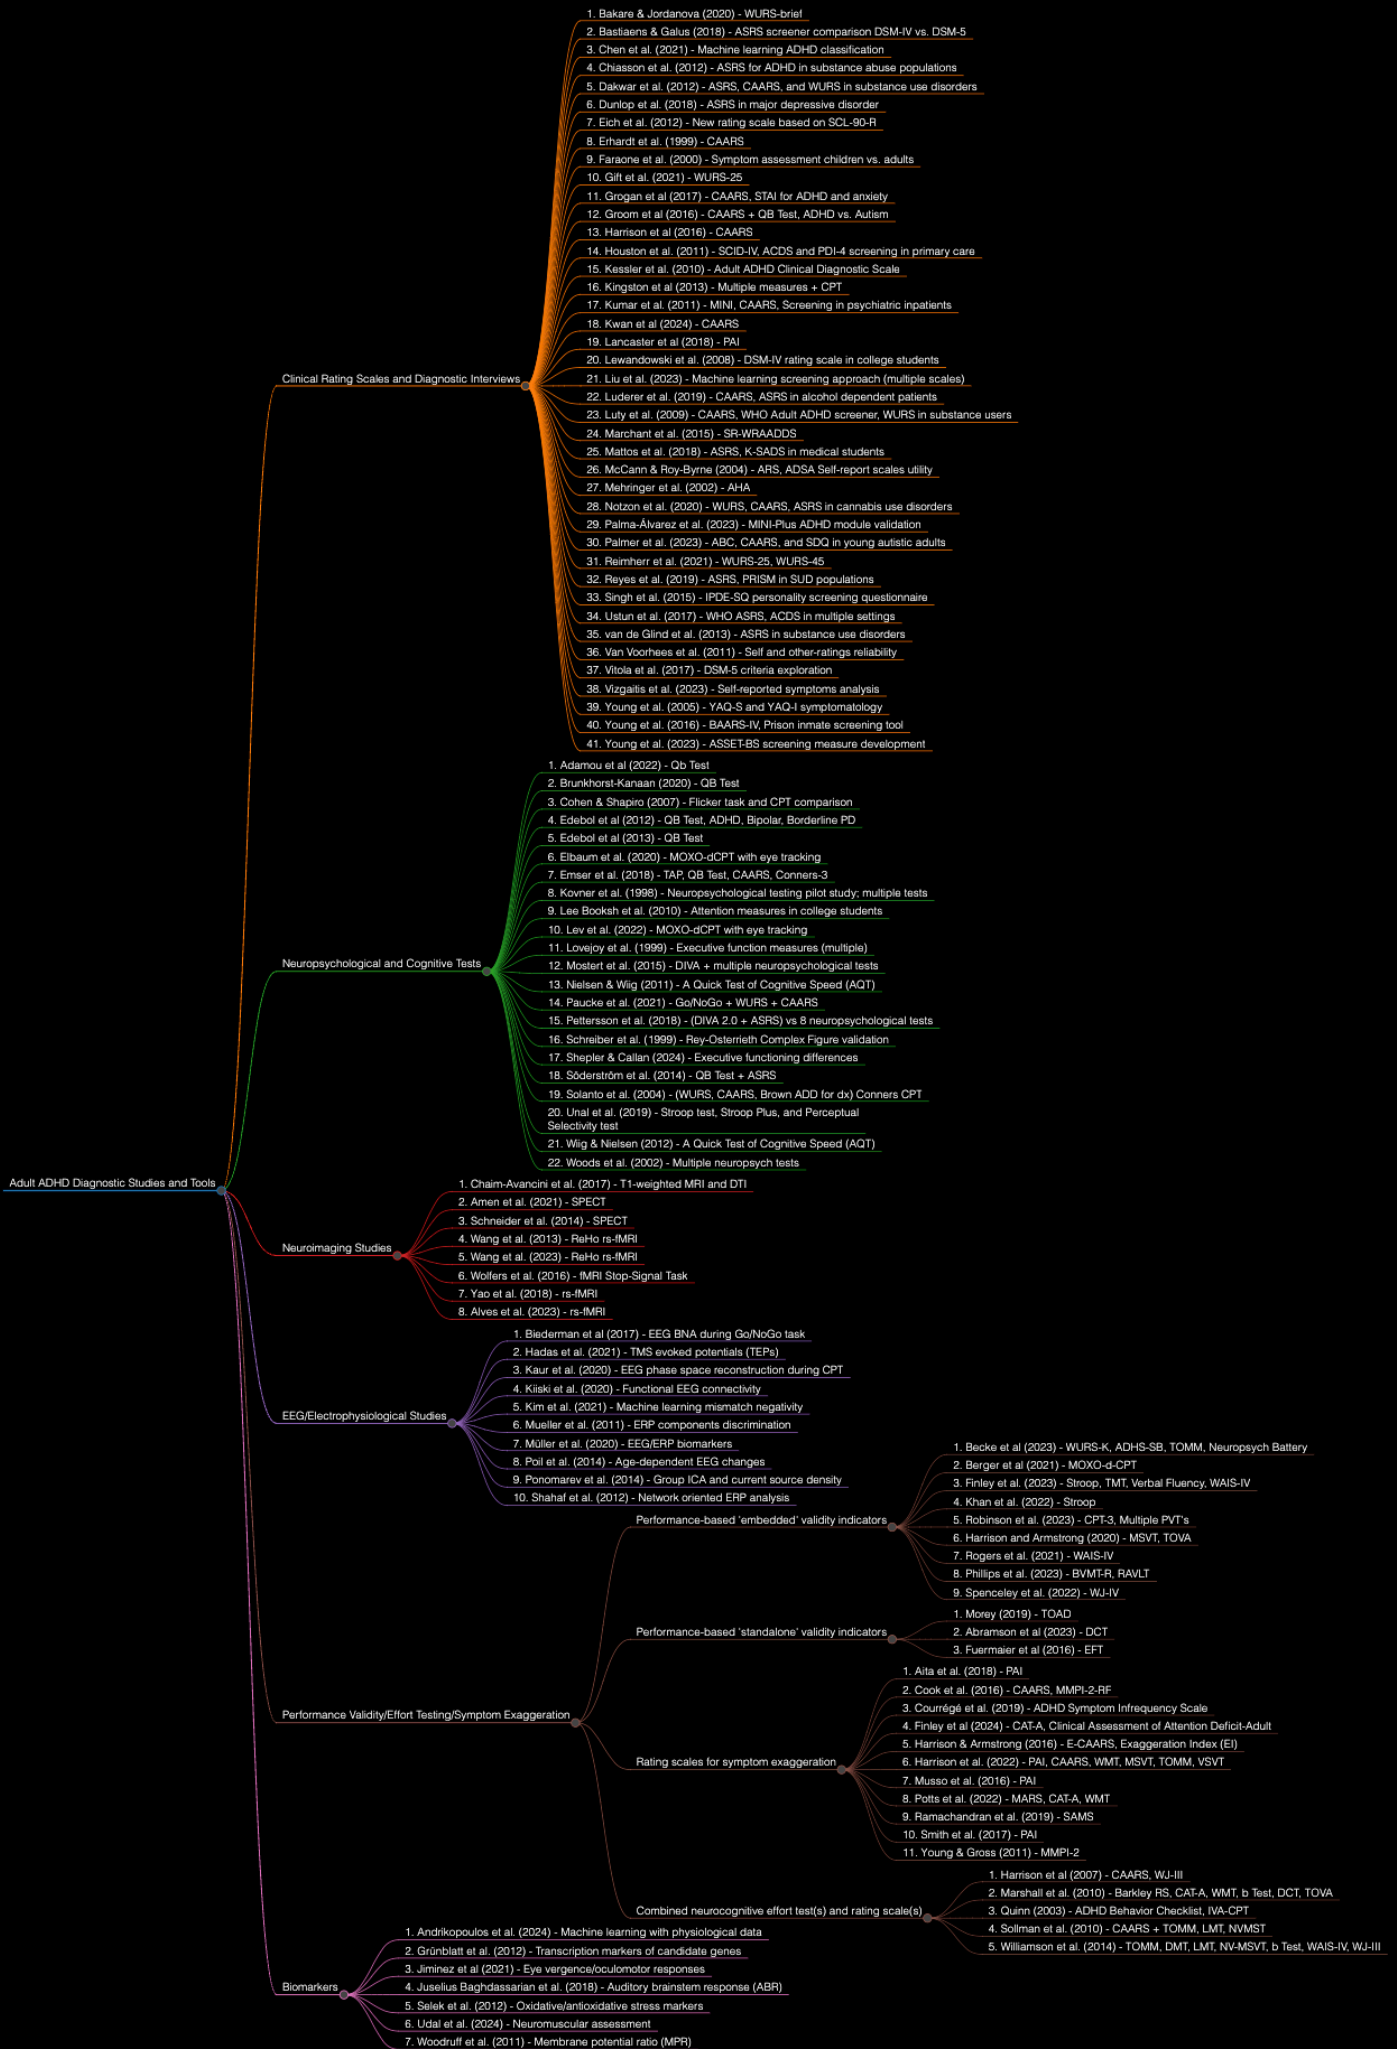 Adult ADHD Diagnostic Studies and Tools
Clinical Rating Scales and Diagnostic Interviews
1. Bakare & Jordanova (2020) - WURS-brief
2. Bastiaens & Galus (2018) - ASRS screener comparison DSM-IV vs. DSM-5
3. Chen et al. (2021) - Machine learning ADHD classification
4. Chiasson et al. (2012) - ASRS for ADHD in substance abuse populations
5. Dakwar et al. (2012) - ASRS, CAARS, and WURS in substance use disorders
6. Dunlop et al. (2018) - ASRS in major depressive disorder
7. Eich et al. (2012) - New rating scale based on SCL-90-R
8. Erhardt et al. (1999) - CAARS
9. Faraone et al. (2000) - Symptom assessment children vs. adults
10. Gift et al. (2021) - WURS-25
11. Grogan et al (2017) - CAARS, STAI for ADHD and anxiety
12. Groom et al (2016) - CAARS + QB Test, ADHD vs. Autism
13. Harrison et al (2016) - CAARS
14. Houston et al. (2011) - SCID-IV, ACDS and PDI-4 screening in primary care
15. Kessler et al. (2010) - Adult ADHD Clinical Diagnostic Scale
16. Kingston et al (2013) - Multiple measures + CPT
17. Kumar et al. (2011) - MINI, CAARS, Screening in psychiatric inpatients
18. Kwan et al (2024) - CAARS
19. Lancaster et al (2018) - PAI
20. Lewandowski et al. (2008) - DSM-IV rating scale in college students
21. Liu et al. (2023) - Machine learning screening approach (multiple scales)
22. Luderer et al. (2019) - CAARS, ASRS in alcohol dependent patients
23. Luty et al. (2009) - CAARS, WHO Adult ADHD screener, WURS in substance users
24. Marchant et al. (2015) - SR-WRAADDS
25. Mattos et al. (2018) - ASRS, K-SADS in medical students
26. McCann & Roy-Byrne (2004) - ARS, ADSA Self-report scales utility
27. Mehringer et al. (2002) - AHA
28. Notzon et al. (2020) - WURS, CAARS, ASRS in cannabis use disorders
29. Palma-Álvarez et al. (2023) - MINI-Plus ADHD module validation
30. Palmer et al. (2023) - ABC, CAARS, and SDQ in young autistic adults
31. Reimherr et al. (2021) - WURS-25, WURS-45
32. Reyes et al. (2019) - ASRS, PRISM in SUD populations
33. Singh et al. (2015) - IPDE-SQ personality screening questionnaire
34. Ustun et al. (2017) - WHO ASRS, ACDS in multiple settings
35. van de Glind et al. (2013) - ASRS in substance use disorders
36. Van Voorhees et al. (2011) - Self and other-ratings reliability
37. Vitola et al. (2017) - DSM-5 criteria exploration
38. Vizgaitis et al. (2023) - Self-reported symptoms analysis
39. Young et al. (2005) - YAQ-S and YAQ-I symptomatology
40. Young et al. (2016) - BAARS-IV, Prison inmate screening tool
41. Young et al. (2023) - ASSET-BS screening measure development
Neuropsychological and Cognitive Tests
1. Adamou et al (2022) - Qb Test
2. Brunkhorst-Kanaan (2020) - QB Test
3. Cohen & Shapiro (2007) - Flicker task and CPT comparison
4. Edebol et al (2012) - QB Test, ADHD, Bipolar, Borderline PD
5. Edebol et al (2013) - QB Test
6. Elbaum et al. (2020) - MOXO-dCPT with eye tracking
7. Emser et al. (2018) - TAP, QB Test, CAARS, Conners-3
8. Kovner et al. (1998) - Neuropsychological testing pilot study; multiple tests
9. Lee Booksh et al. (2010) - Attention measures in college students
10. Lev et al. (2022) - MOXO-dCPT with eye tracking
11. Lovejoy et al. (1999) - Executive function measures (multiple)
12. Mostert et al. (2015) - DIVA + multiple neuropsychological tests
13. Nielsen & Wiig (2011) - A Quick Test of Cognitive Speed (AQT)
14. Paucke et al. (2021) - Go/NoGo + WURS + CAARS
15. Pettersson et al. (2018) - (DIVA 2.0 + ASRS) vs 8 neuropsychological tests
16. Schreiber et al. (1999) - Rey-Osterrieth Complex Figure validation
17. Shepler & Callan (2024) - Executive functioning differences
18. Söderström et al. (2014) - QB Test + ASRS
19. Solanto et al. (2004) - (WURS, CAARS, Brown ADD for dx) Conners CPT
20. Unal et al. (2019) - Stroop test, Stroop Plus, and Perceptual
Selectivity test
21. Wiig & Nielsen (2012) - A Quick Test of Cognitive Speed (AQT)
22. Woods et al. (2002) - Multiple neuropsych tests
Neuroimaging Studies
1. Chaim-Avancini et al. (2017) - T1-weighted MRI and DTI
2. Amen et al. (2021) - SPECT
3. Schneider et al. (2014) - SPECT
4. Wang et al. (2013) - ReHo rs-fMRI
5. Wang et al. (2023) - ReHo rs-fMRI
6. Wolfers et al. (2016) - fMRI Stop-Signal Task
7. Yao et al. (2018) - rs-fMRI
8. Alves et al. (2023) - rs-fMRI
EEG/Electrophysiological Studies
1. Biederman et al (2017) - EEG BNA during Go/NoGo task
2. Hadas et al. (2021) - TMS evoked potentials (TEPs)
3. Kaur et al. (2020) - EEG phase space reconstruction during CPT
4. Kiiski et al. (2020) - Functional EEG connectivity
5. Kim et al. (2021) - Machine learning mismatch negativity
6. Mueller et al. (2011) - ERP components discrimination
7. Müller et al. (2020) - EEG/ERP biomarkers
8. Poil et al. (2014) - Age-dependent EEG changes
9. Ponomarev et al. (2014) - Group ICA and current source density
10. Shahaf et al. (2012) - Network oriented ERP analysis
Performance Validity/Effort Testing/Symptom Exaggeration
Performance-based 'embedded' validity indicators
1. Becke et al (2023) - WURS-K, ADHS-SB, TOMM, Neuropsych Battery
2. Berger et al (2021) - MOXO-d-CPT
3. Finley et al. (2023) - Stroop, TMT, Verbal Fluency, WAIS-IV
4. Khan et al. (2022) - Stroop
5. Robinson et al. (2023) - CPT-3, Multiple PVT's
6. Harrison and Armstrong (2020) - MSVT, TOVA
7. Rogers et al. (2021) - WAIS-IV
8. Phillips et al. (2023) - BVMT-R, RAVLT
9. Spenceley et al. (2022) - WJ-IV
Performance-based 'standalone' validity indicators
1. Morey (2019) - TOAD
2. Abramson et al (2023) - DCT
3. Fuermaier et al (2016) - EFT
Rating scales for symptom exaggeration
1. Aita et al. (2018) - PAI
2. Cook et al. (2016) - CAARS, MMPI-2-RF
3. Courrégé et al. (2019) - ADHD Symptom Infrequency Scale
4. Finley et al (2024) - CAT-A, Clinical Assessment of Attention Deficit-Adult
5. Harrison & Armstrong (2016) - E-CAARS, Exaggeration Index (EI)
6. Harrison et al. (2022) - PAI, CAARS, WMT, MSVT, TOMM, VSVT
7. Musso et al. (2016) - PAI
8. Potts et al. (2022) - MARS, CAT-A, WMT
9. Ramachandran et al. (2019) - SAMS
10. Smith et al. (2017) - PAI
11. Young & Gross (2011) - MMPI-2
Combined neurocognitive effort test(s) and rating scale(s)
1. Harrison et al (2007) - CAARS, WJ-III
2. Marshall et al. (2010) - Barkley RS, CAT-A, WMT, b Test, DCT, TOVA
3. Quinn (2003) - ADHD Behavior Checklist, IVA-CPT
4. Sollman et al. (2010) - CAARS + TOMM, LMT, NVMST
5. Williamson et al. (2014) - TOMM, DMT, LMT, NV-MSVT, b Test, WAIS-IV, WJ-III
Biomarkers
1. Andrikopoulos et al. (2024) - Machine learning with physiological data
2. Grünblatt et al. (2012) - Transcription markers of candidate genes
3. Jiminez et al (2021) - Eye vergence/oculomotor responses
4. Juselius Baghdassarian et al. (2018) - Auditory brainstem response (ABR)
5. Selek et al. (2012) - Oxidative/antioxidative stress markers
6. Udal et al. (2024) - Neuromuscular assessment
7. Woodruff et al. (2011) - Membrane potential ratio (MPR)